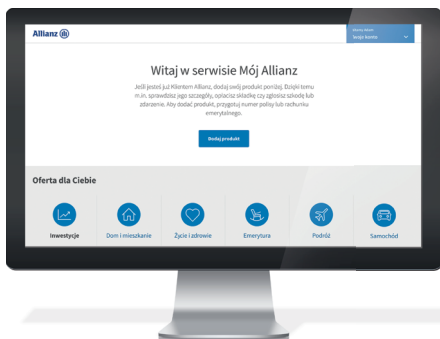 Allianz
Twoje konto
Witaj w serwisie Mój Allianz
Jeśli jesteś już Klientem Allianz, dodaj swój produkt poniżej. Dzięki temu
m.in. sprawdzisz jego szczegóły, opłacisz składkę czy zgłosisz szkodę lub
zdarzenie. Aby dodać produkt, przygotuj numer polisy lub rachunku
emerytalnego.
Dodaj produkt
Oferta dla Ciebie
Inwestycje Dom i mieszkanie Życie i zdrowie Emerytura Podróż Samochód